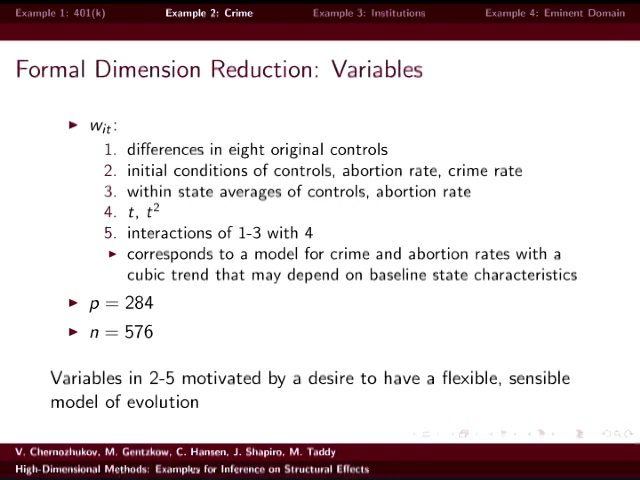 Example 1: 401(k) Example 2: Crime Example 3: Institutions Example 4: Eminent Domain
Formal Dimension Reduction: Variables
w_it:
1. differences in eight original controls
2. initial conditions of controls, abortion rate, crime rate
3. within state averages of controls, abortion rate
4. t, t²
5. interactions of 1-3 with 4
corresponds to a model for crime and abortion rates with a
cubic trend that may depend on baseline state characteristics
p = 284
n = 576
Variables in 2-5 motivated by a desire to have a flexible, sensible
model of evolution
V. Chernozhukov, M. Gentzkow, C. Hansen, J. Shapiro, M. Taddy
High-Dimensional Methods: Examples for Inference on Structural Effects